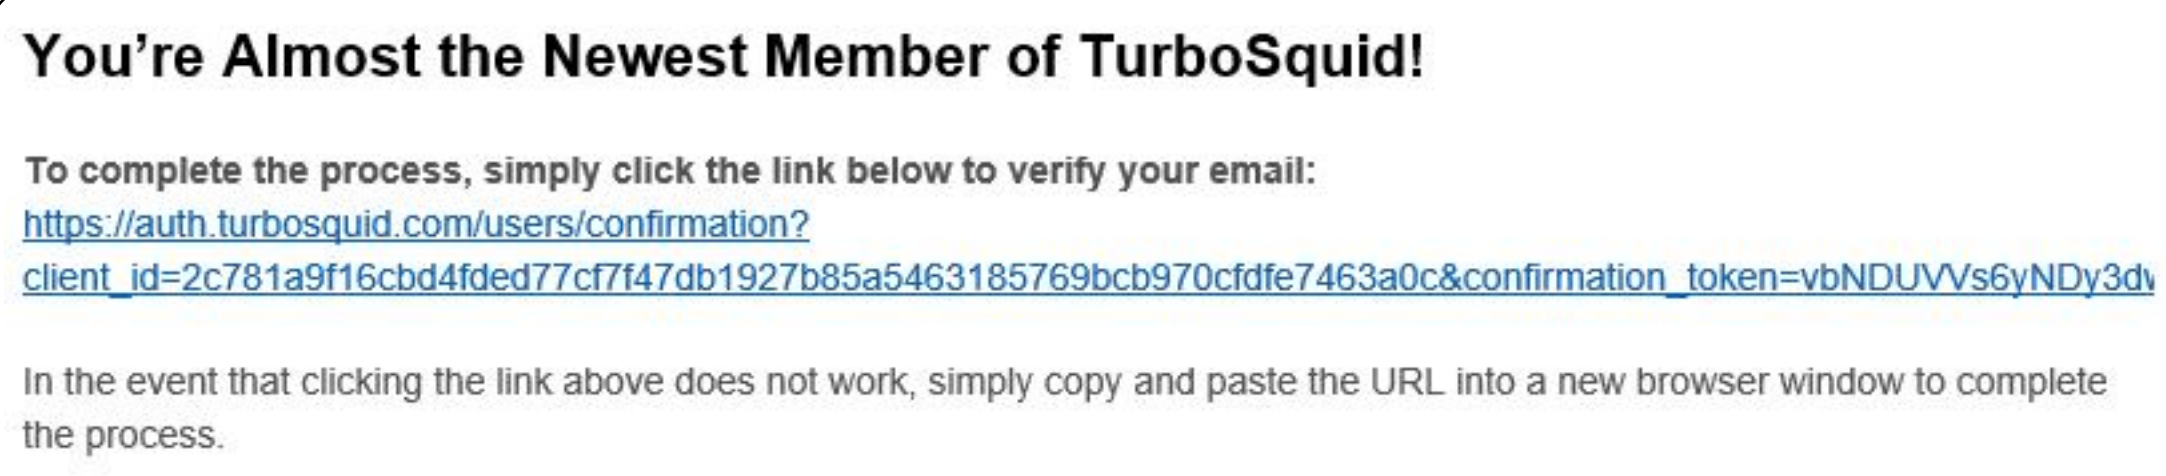 You’re Almost the Newest Member of TurboSquid!
To complete the process, simply click the link below to verify your email:
https://auth.turbosquid.com/users/confirmation?
client_id=2c781a9f16cbd4fded77cf7f47db1927b85a5463185769bcb970cfdfe7463a0c&confirmation_token=vbNDUVVs6yNDy3d
In the event that clicking the link above does not work, simply copy and paste the URL into a new browser window to complete
the process.